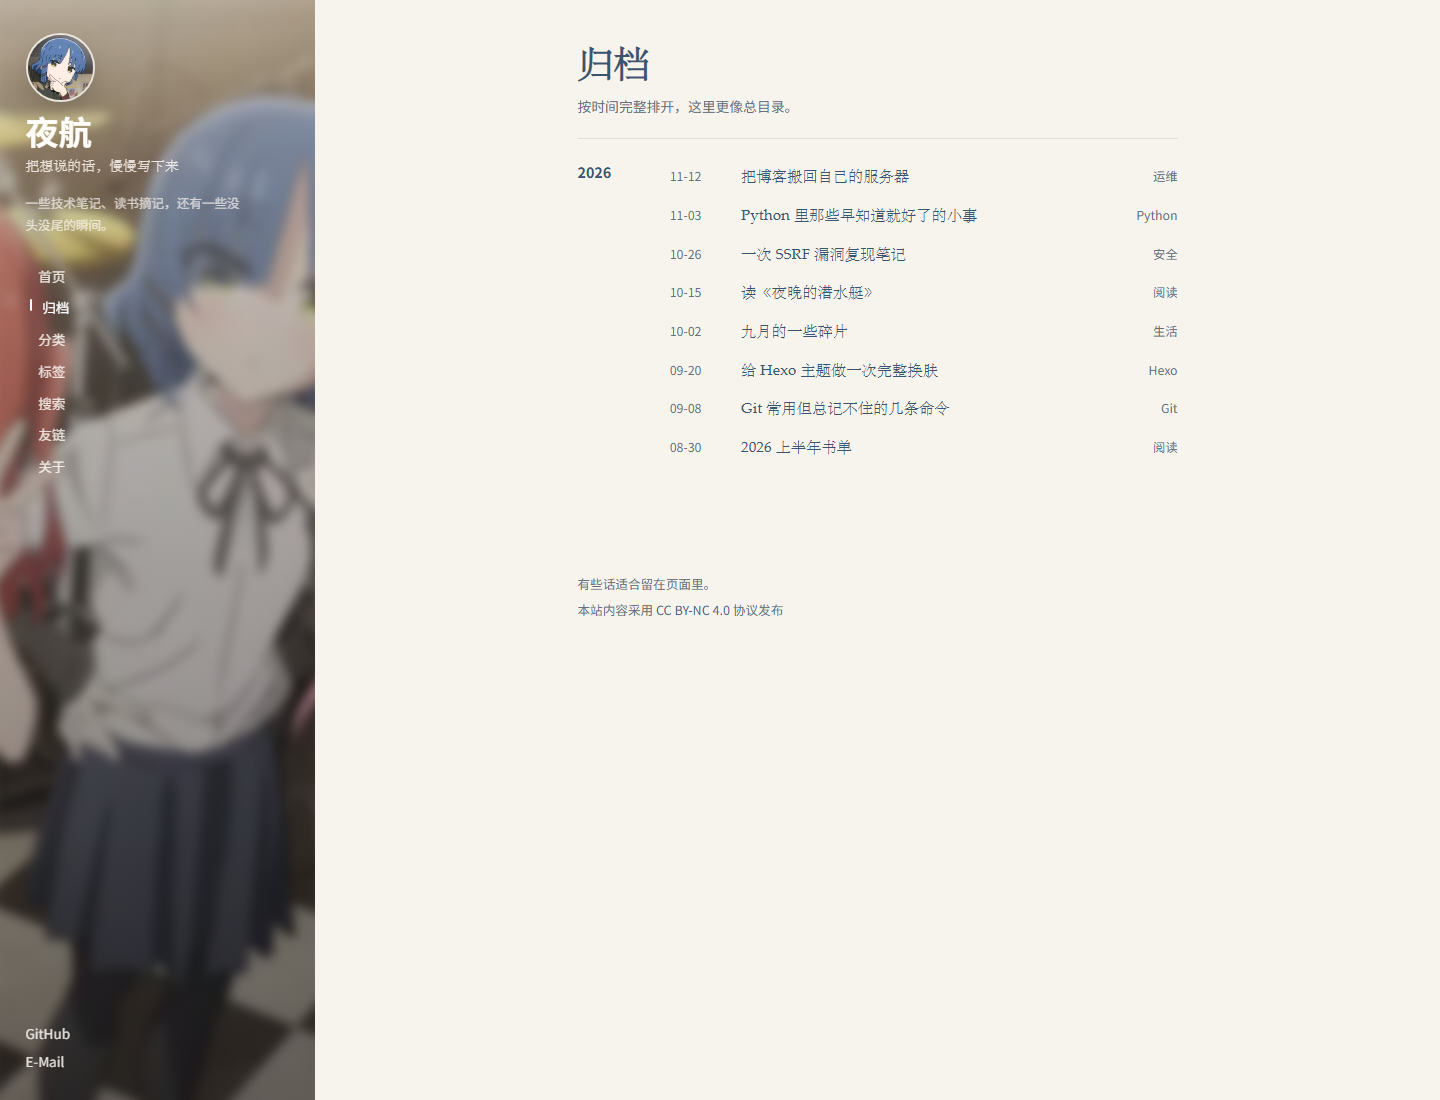 夜航
把想说的话，慢慢写下来
一些技术笔记、读书摘记，还有一些没
头没尾的瞬间。
首页
归档
分类
标签
搜索
友链
关于
GitHub
E-Mail
归档
按时间完整排开，这里更像总目录。
2026
11-12 把博客搬回自己的服务器 运维
11-03 Python 里那些早知道就好了的小事 Python
10-26 一次 SSRF 漏洞复现笔记 安全
10-15 读《夜晚的潜水艇》 阅读
10-02 九月的一些碎片 生活
09-20 给 Hexo 主题做一次完整换肤 Hexo
09-08 Git 常用但总记不住的几条命令 Git
08-30 2026 上半年书单 阅读
有些话适合留在页面里。
本站内容采用 CC BY-NC 4.0 协议发布